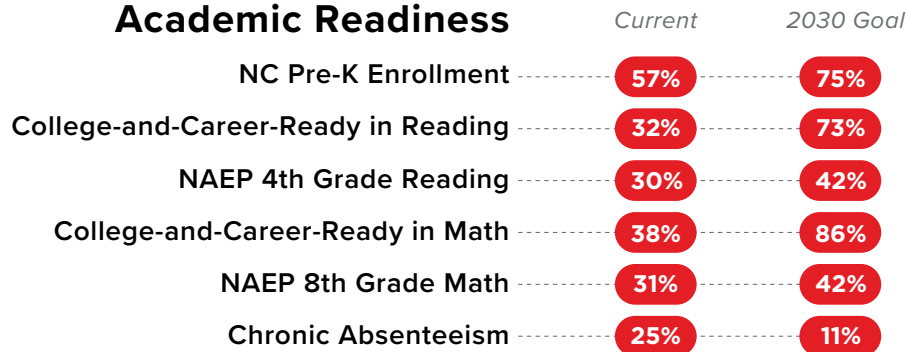 Academic Readiness Current 2030 Goal
NC Pre-K Enrollment 57% 75%
College-and-Career-Ready in Reading 32% 73%
NAEP 4th Grade Reading 30% 42%
College-and-Career-Ready in Math 38% 86%
NAEP 8th Grade Math 31% 42%
Chronic Absenteeism 25% 11%